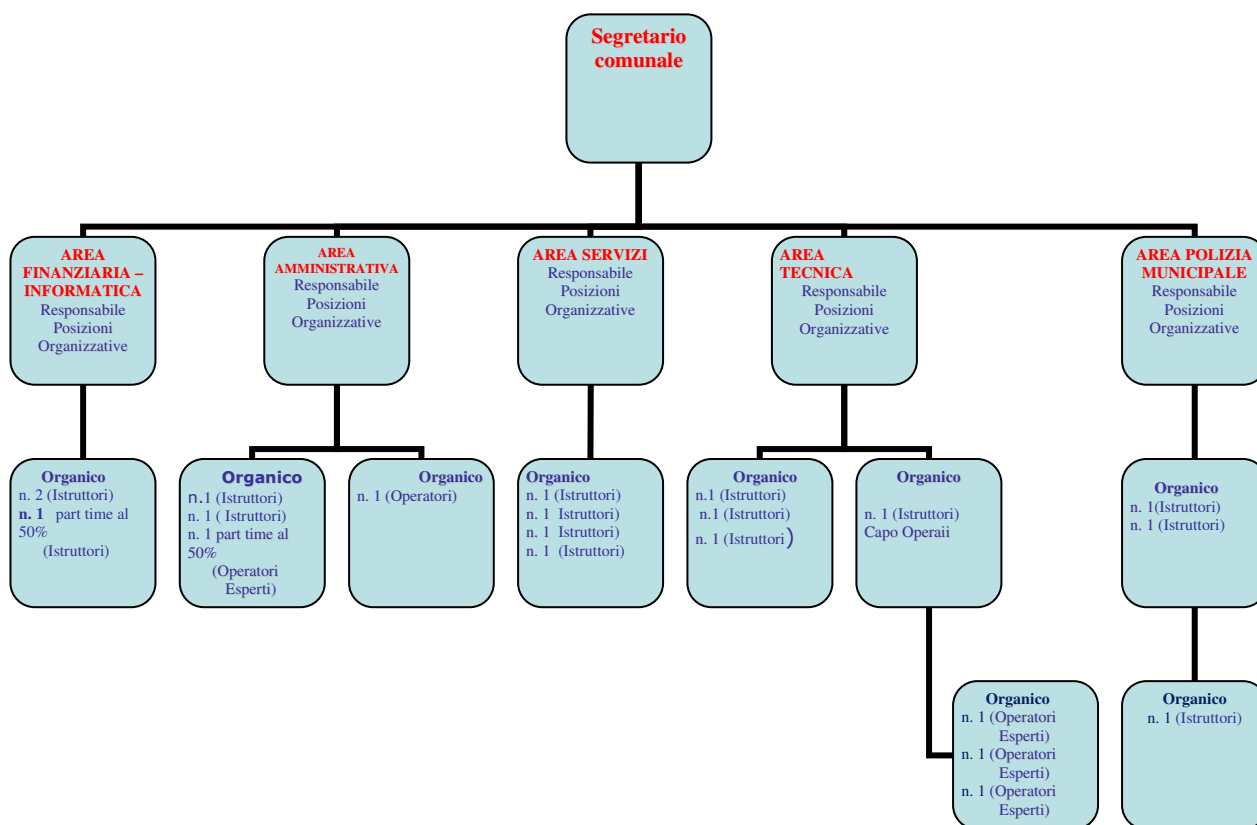 Segretario
comunale
AREA
FINANZIARIA –
INFORMATICA
Responsabile
Posizioni
Organizzative
AREA
AMMINISTRATIVA
Responsabile
Posizioni
Organizzative
AREA SERVIZI
Responsabile
Posizioni
Organizzative
AREA
TECNICA
Responsabile
Posizioni
Organizzative
AREA POLIZIA
MUNICIPALE
Responsabile
Posizioni
Organizzative
Organico
n. 2 (Istruttori)
n. 1 part time al
50%
(Istruttori)
Organico
n.1 (Istruttori)
n. 1 ( Istruttori)
n. 1 part time al
50%
(Operatori
Esperti)
Organico
n. 1 (Operatori)
Organico
n. 1 (Istruttori)
n. 1 Istruttori)
n. 1 Istruttori)
n. 1 (Istruttori)
Organico
n.1 (Istruttori)
n.1 (Istruttori)
n. 1 (Istruttori)
Organico
n. 1 (Istruttori)
Capo Operaii
Organico
n. 1(Istruttori)
n. 1 (Istruttori)
Organico
n. 1 (Operatori
Esperti)
n. 1 (Operatori
Esperti)
n. 1 (Operatori
Esperti)
Organico
n. 1 (Istruttori)